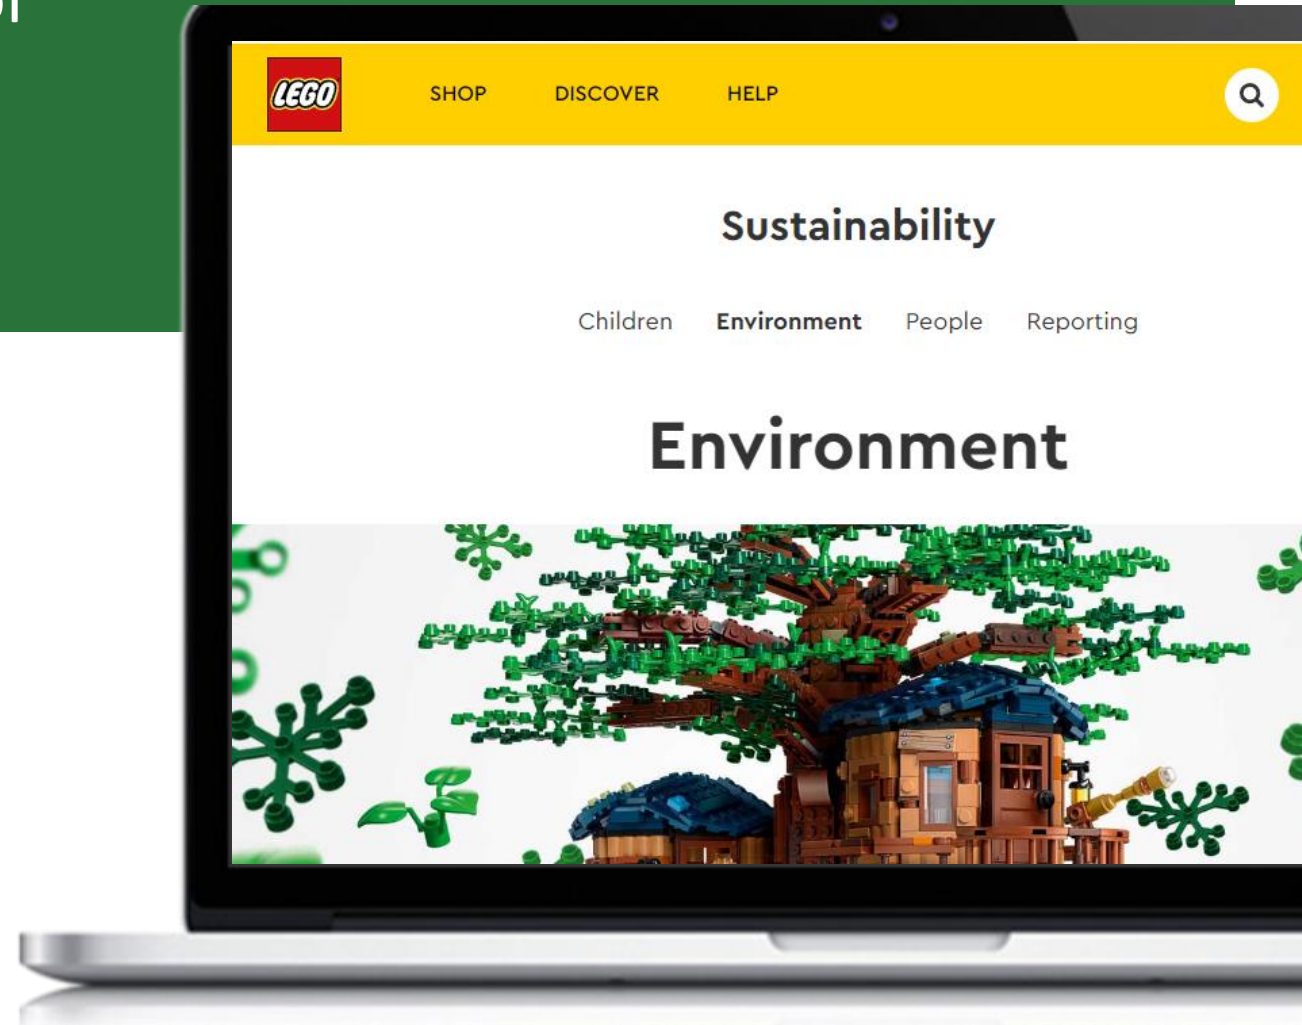 LEGO
SHOP DISCOVER HELP
Sustainability
Children Environment People Reporting
Environment